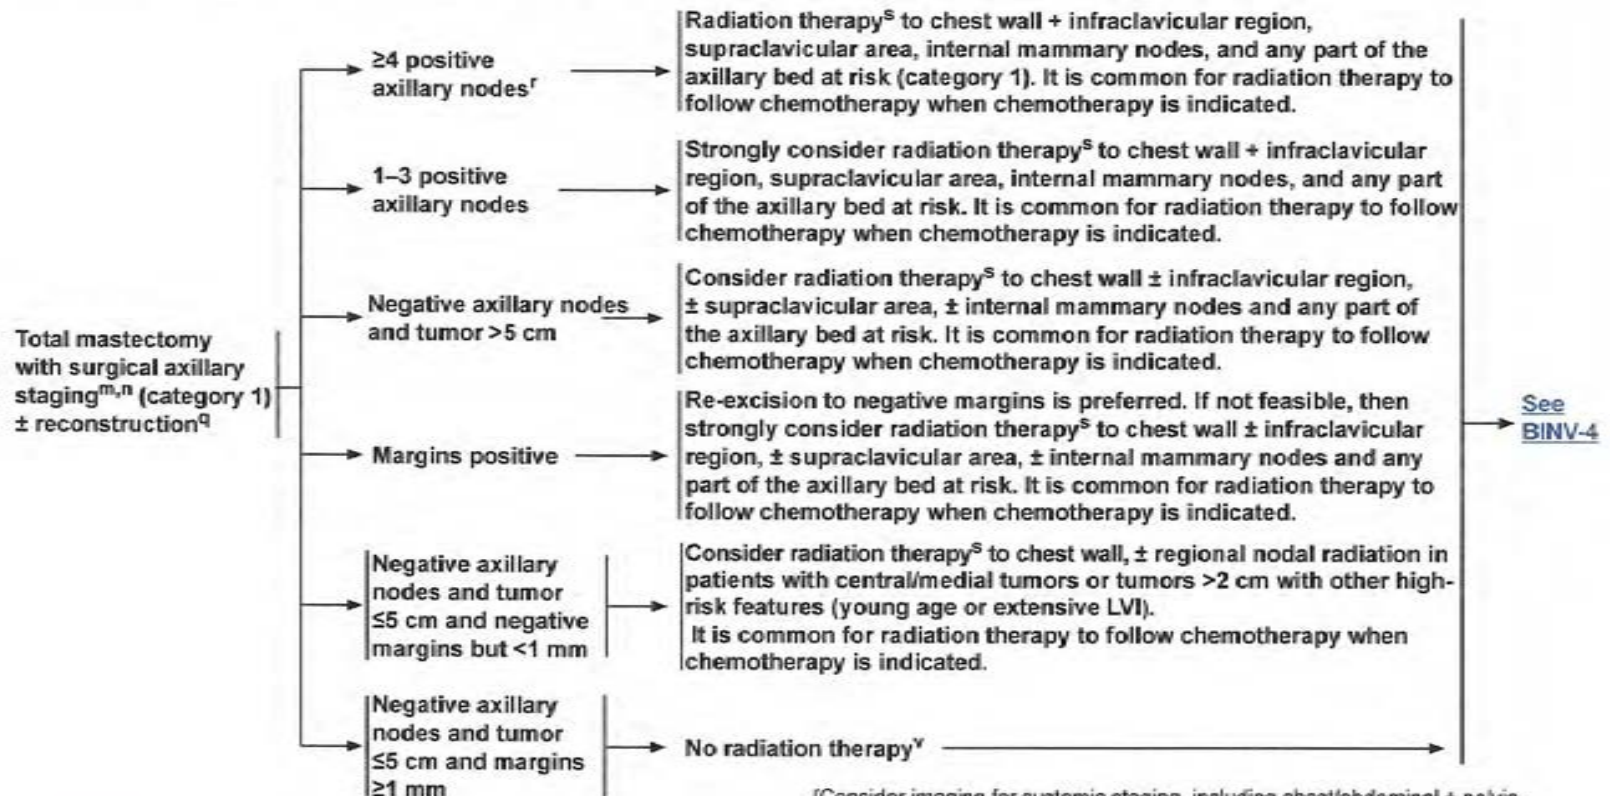 Total mastectomy
with surgical axillary
staging^m,n (category 1)
± reconstruction^q
≥4 positive
axillary nodes^r
Radiation therapy^s to chest wall + infraclavicular region,
supraclavicular area, internal mammary nodes, and any part of the
axillary bed at risk (category 1). It is common for radiation therapy to
follow chemotherapy when chemotherapy is indicated.
1–3 positive
axillary nodes
Strongly consider radiation therapy^s to chest wall + infraclavicular
region, supraclavicular area, internal mammary nodes, and any part
of the axillary bed at risk. It is common for radiation therapy to follow
chemotherapy when chemotherapy is indicated.
Negative axillary nodes
and tumor >5 cm
Consider radiation therapy^s to chest wall ± infraclavicular region,
± supraclavicular area, ± internal mammary nodes and any part of
the axillary bed at risk. It is common for radiation therapy to follow
chemotherapy when chemotherapy is indicated.
Margins positive
Re-excision to negative margins is preferred. If not feasible, then
strongly consider radiation therapy^s to chest wall ± infraclavicular
region, ± supraclavicular area, ± internal mammary nodes and any
part of the axillary bed at risk. It is common for radiation therapy to
follow chemotherapy when chemotherapy is indicated.
Negative axillary
nodes and tumor
≤5 cm and negative
margins but <1 mm
Consider radiation therapy^s to chest wall, ± regional nodal radiation in
patients with central/medial tumors or tumors >2 cm with other high-
risk features (young age or extensive LVI).
It is common for radiation therapy to follow chemotherapy when
chemotherapy is indicated.
Negative axillary
nodes and tumor
≤5 cm and margins
≥1 mm
No radiation therapy^v
See
BINV-4
^rConsider imaging for systemic staging, including chest/abdominal ± pelvic